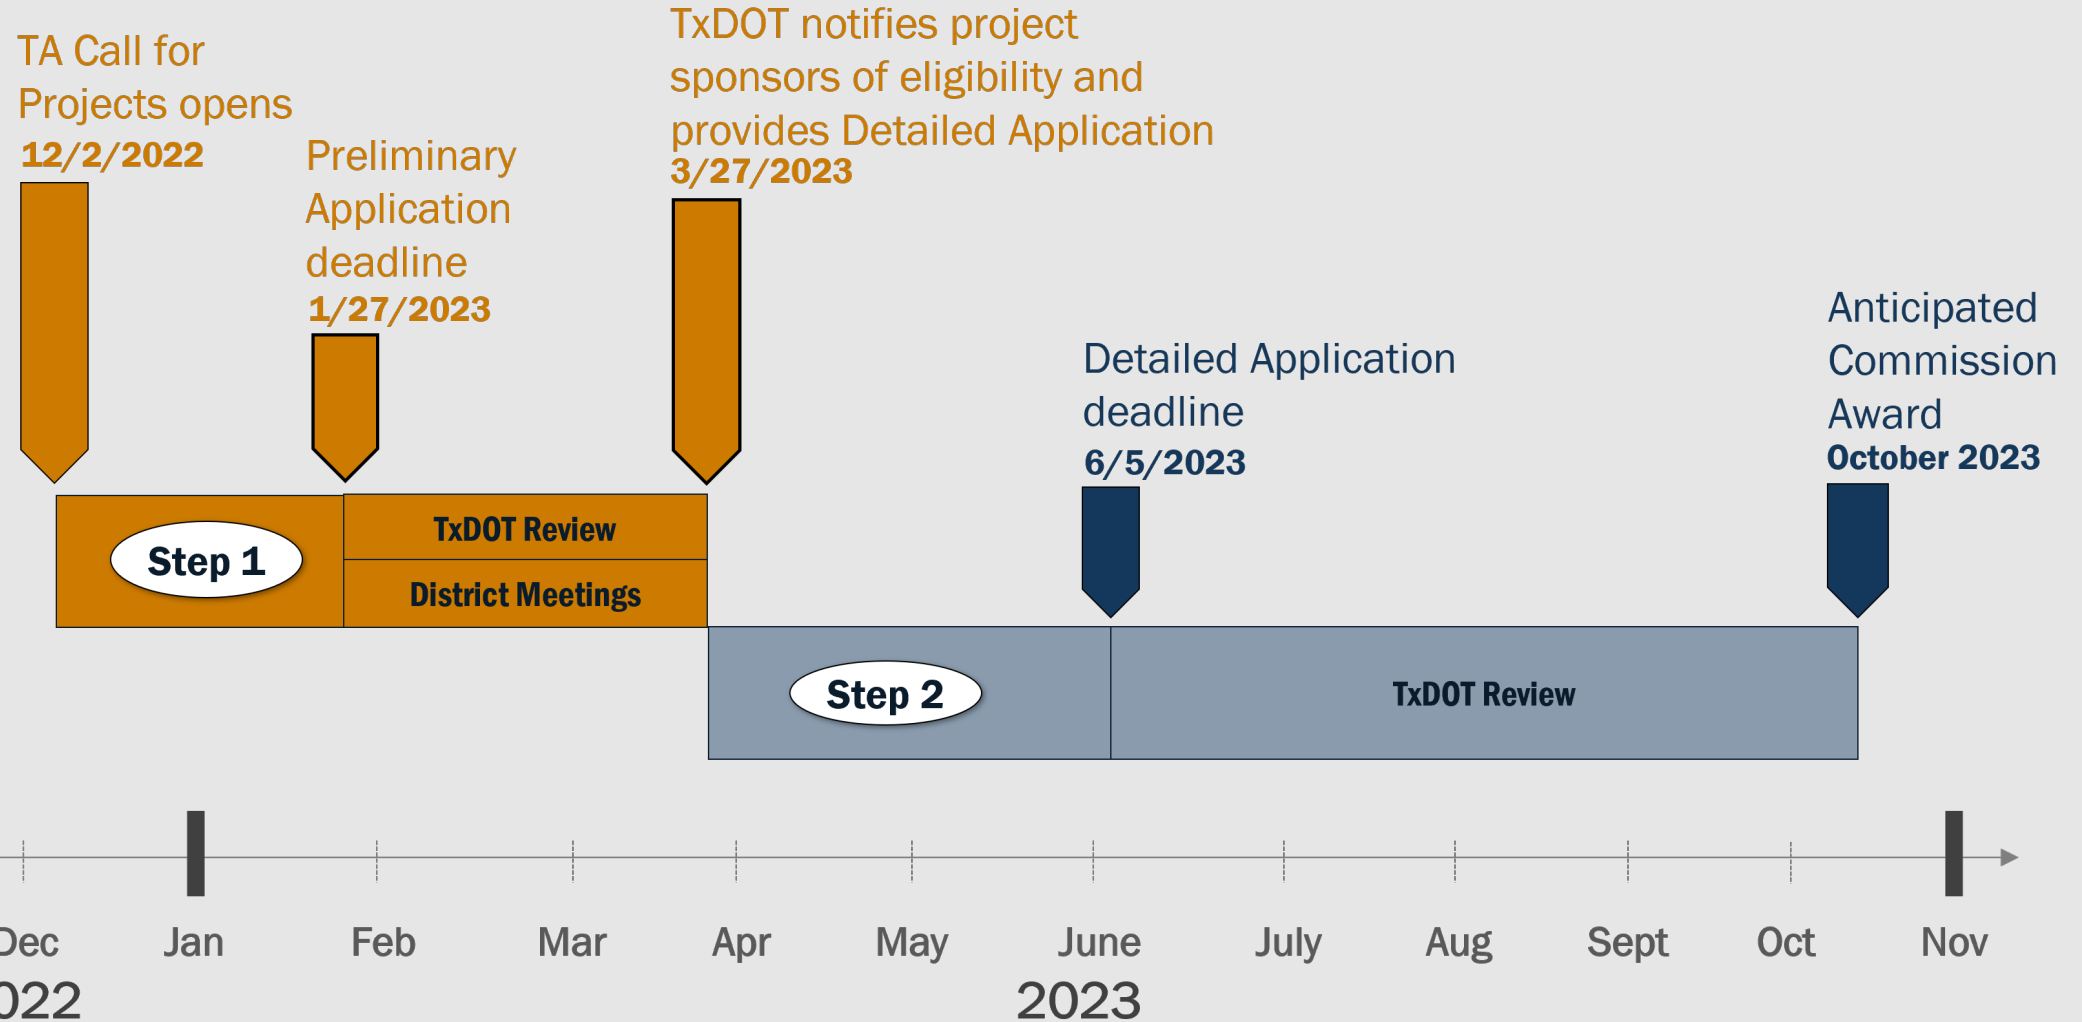 TA Call for
Projects opens
12/2/2022
Preliminary
Application
deadline
1/27/2023
TxDOT notifies project
sponsors of eligibility and
provides Detailed Application
3/27/2023
Detailed Application
deadline
6/5/2023
Anticipated
Commission
Award
October 2023
Step 1
TxDOT Review
District Meetings
Step 2
TxDOT Review
Dec Jan Feb Mar Apr May June July Aug Sept Oct Nov
022 2023